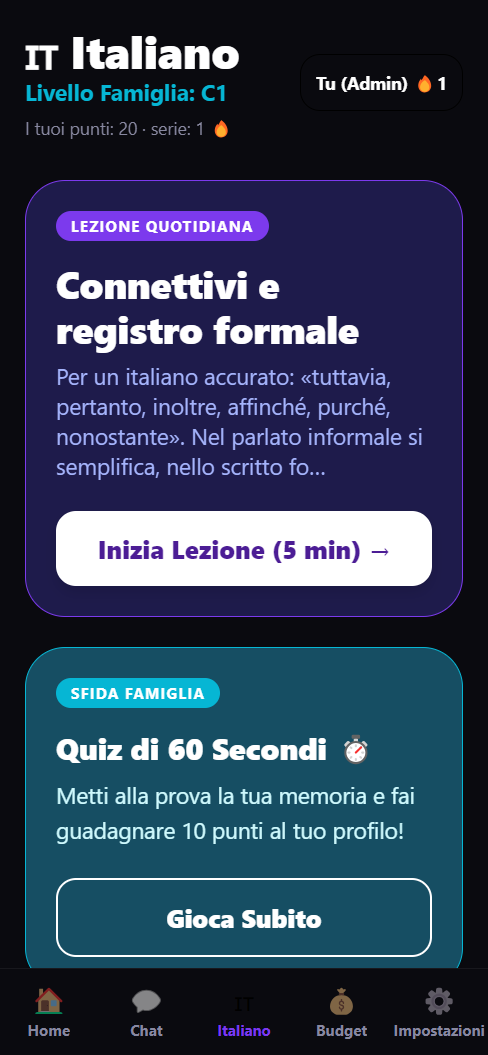 IT Italiano
Livello Famiglia: C1
I tuoi punti: 20 · serie: 1 🔥
Tu (Admin) 🔥 1
LEZIONE QUOTIDIANA
Connettivi e
registro formale
Per un italiano accurato: «tuttavia,
pertanto, inoltre, affinché, purché,
nonostante». Nel parlato informale si
semplifica, nello scritto fo...
Inizia Lezione (5 min) →
SFIDA FAMIGLIA
Quiz di 60 Secondi ⏱️
Metti alla prova la tua memoria e fai
guadagnare 10 punti al tuo profilo!
Gioca Subito
IT
Home Chat Italiano Budget Impostazioni